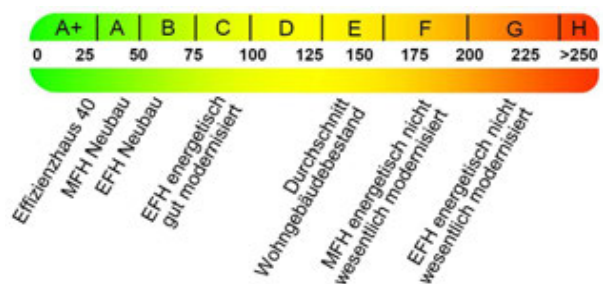 A+ A B C D E F G H
0 25 50 75 100 125 150 175 200 225 >250
Effizienzhaus 40
MFH Neubau
EFH Neubau
EFH energetisch
gut modernisiert
Durchschnitt
Wohngebäudebestand
MFH energetisch nicht
wesentlich modernisiert
EFH energetisch nicht
wesentlich modernisiert